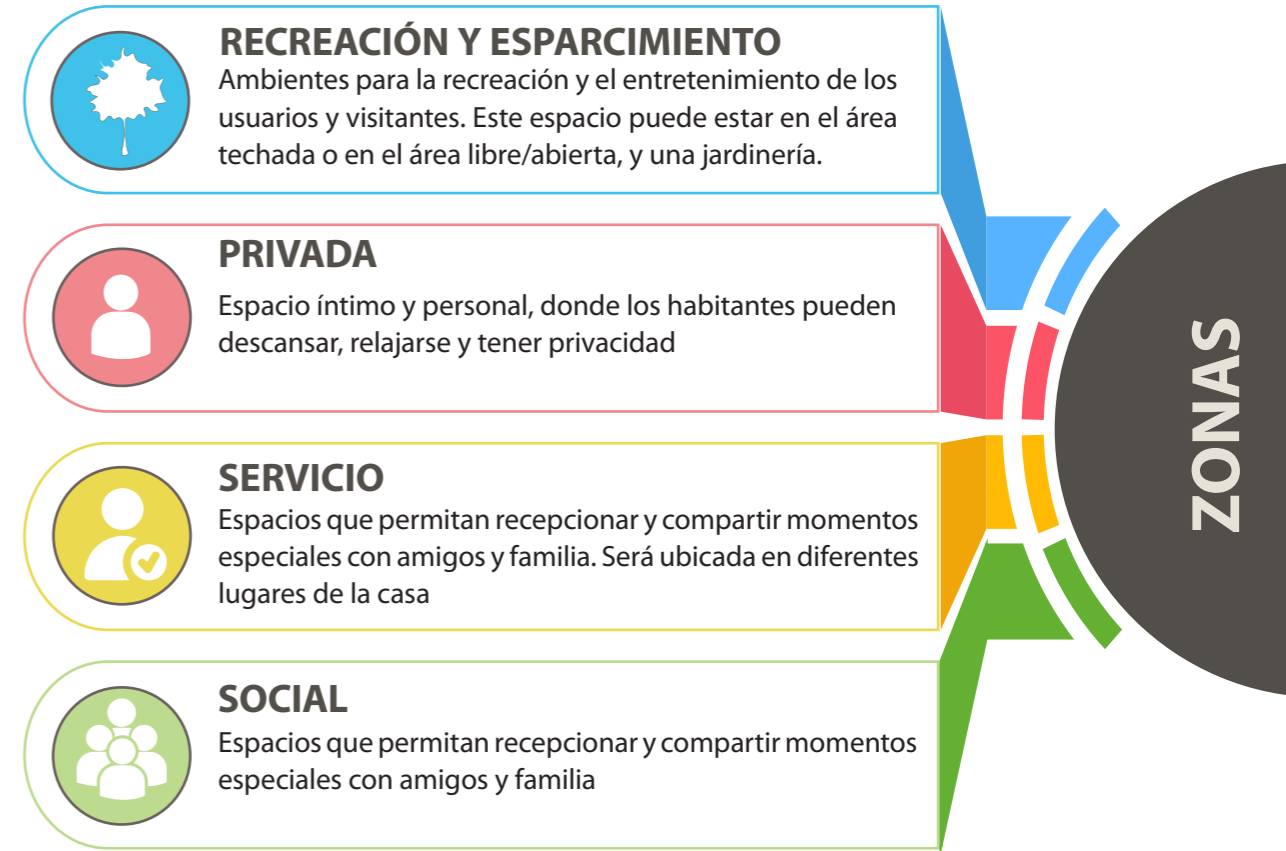 RECREACIÓN Y ESPARCIMIENTO
Ambientes para la recreación y el entretenimiento de los
usuarios y visitantes. Este espacio puede estar en el área
techada o en el área libre/abierta, y una jardinería.
PRIVADA
Espacio íntimo y personal, donde los habitantes pueden
descansar, relajarse y tener privacidad
SERVICIO
Espacios que permitan recepcionar y compartir momentos
especiales con amigos y familia. Será ubicada en diferentes
lugares de la casa
SOCIAL
Espacios que permitan recepcionar y compartir momentos
especiales con amigos y familia
ZONAS